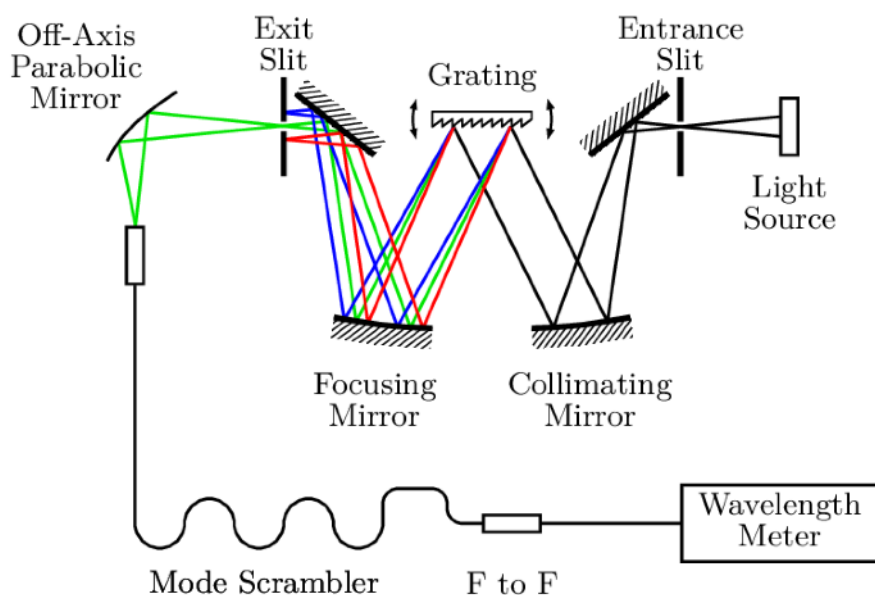 Off-Axis
Parabolic
Mirror
Exit
Slit
Grating
Entrance
Slit
Light
Source
Focusing
Mirror
Collimating
Mirror
Mode Scrambler
F to F
Wavelength
Meter